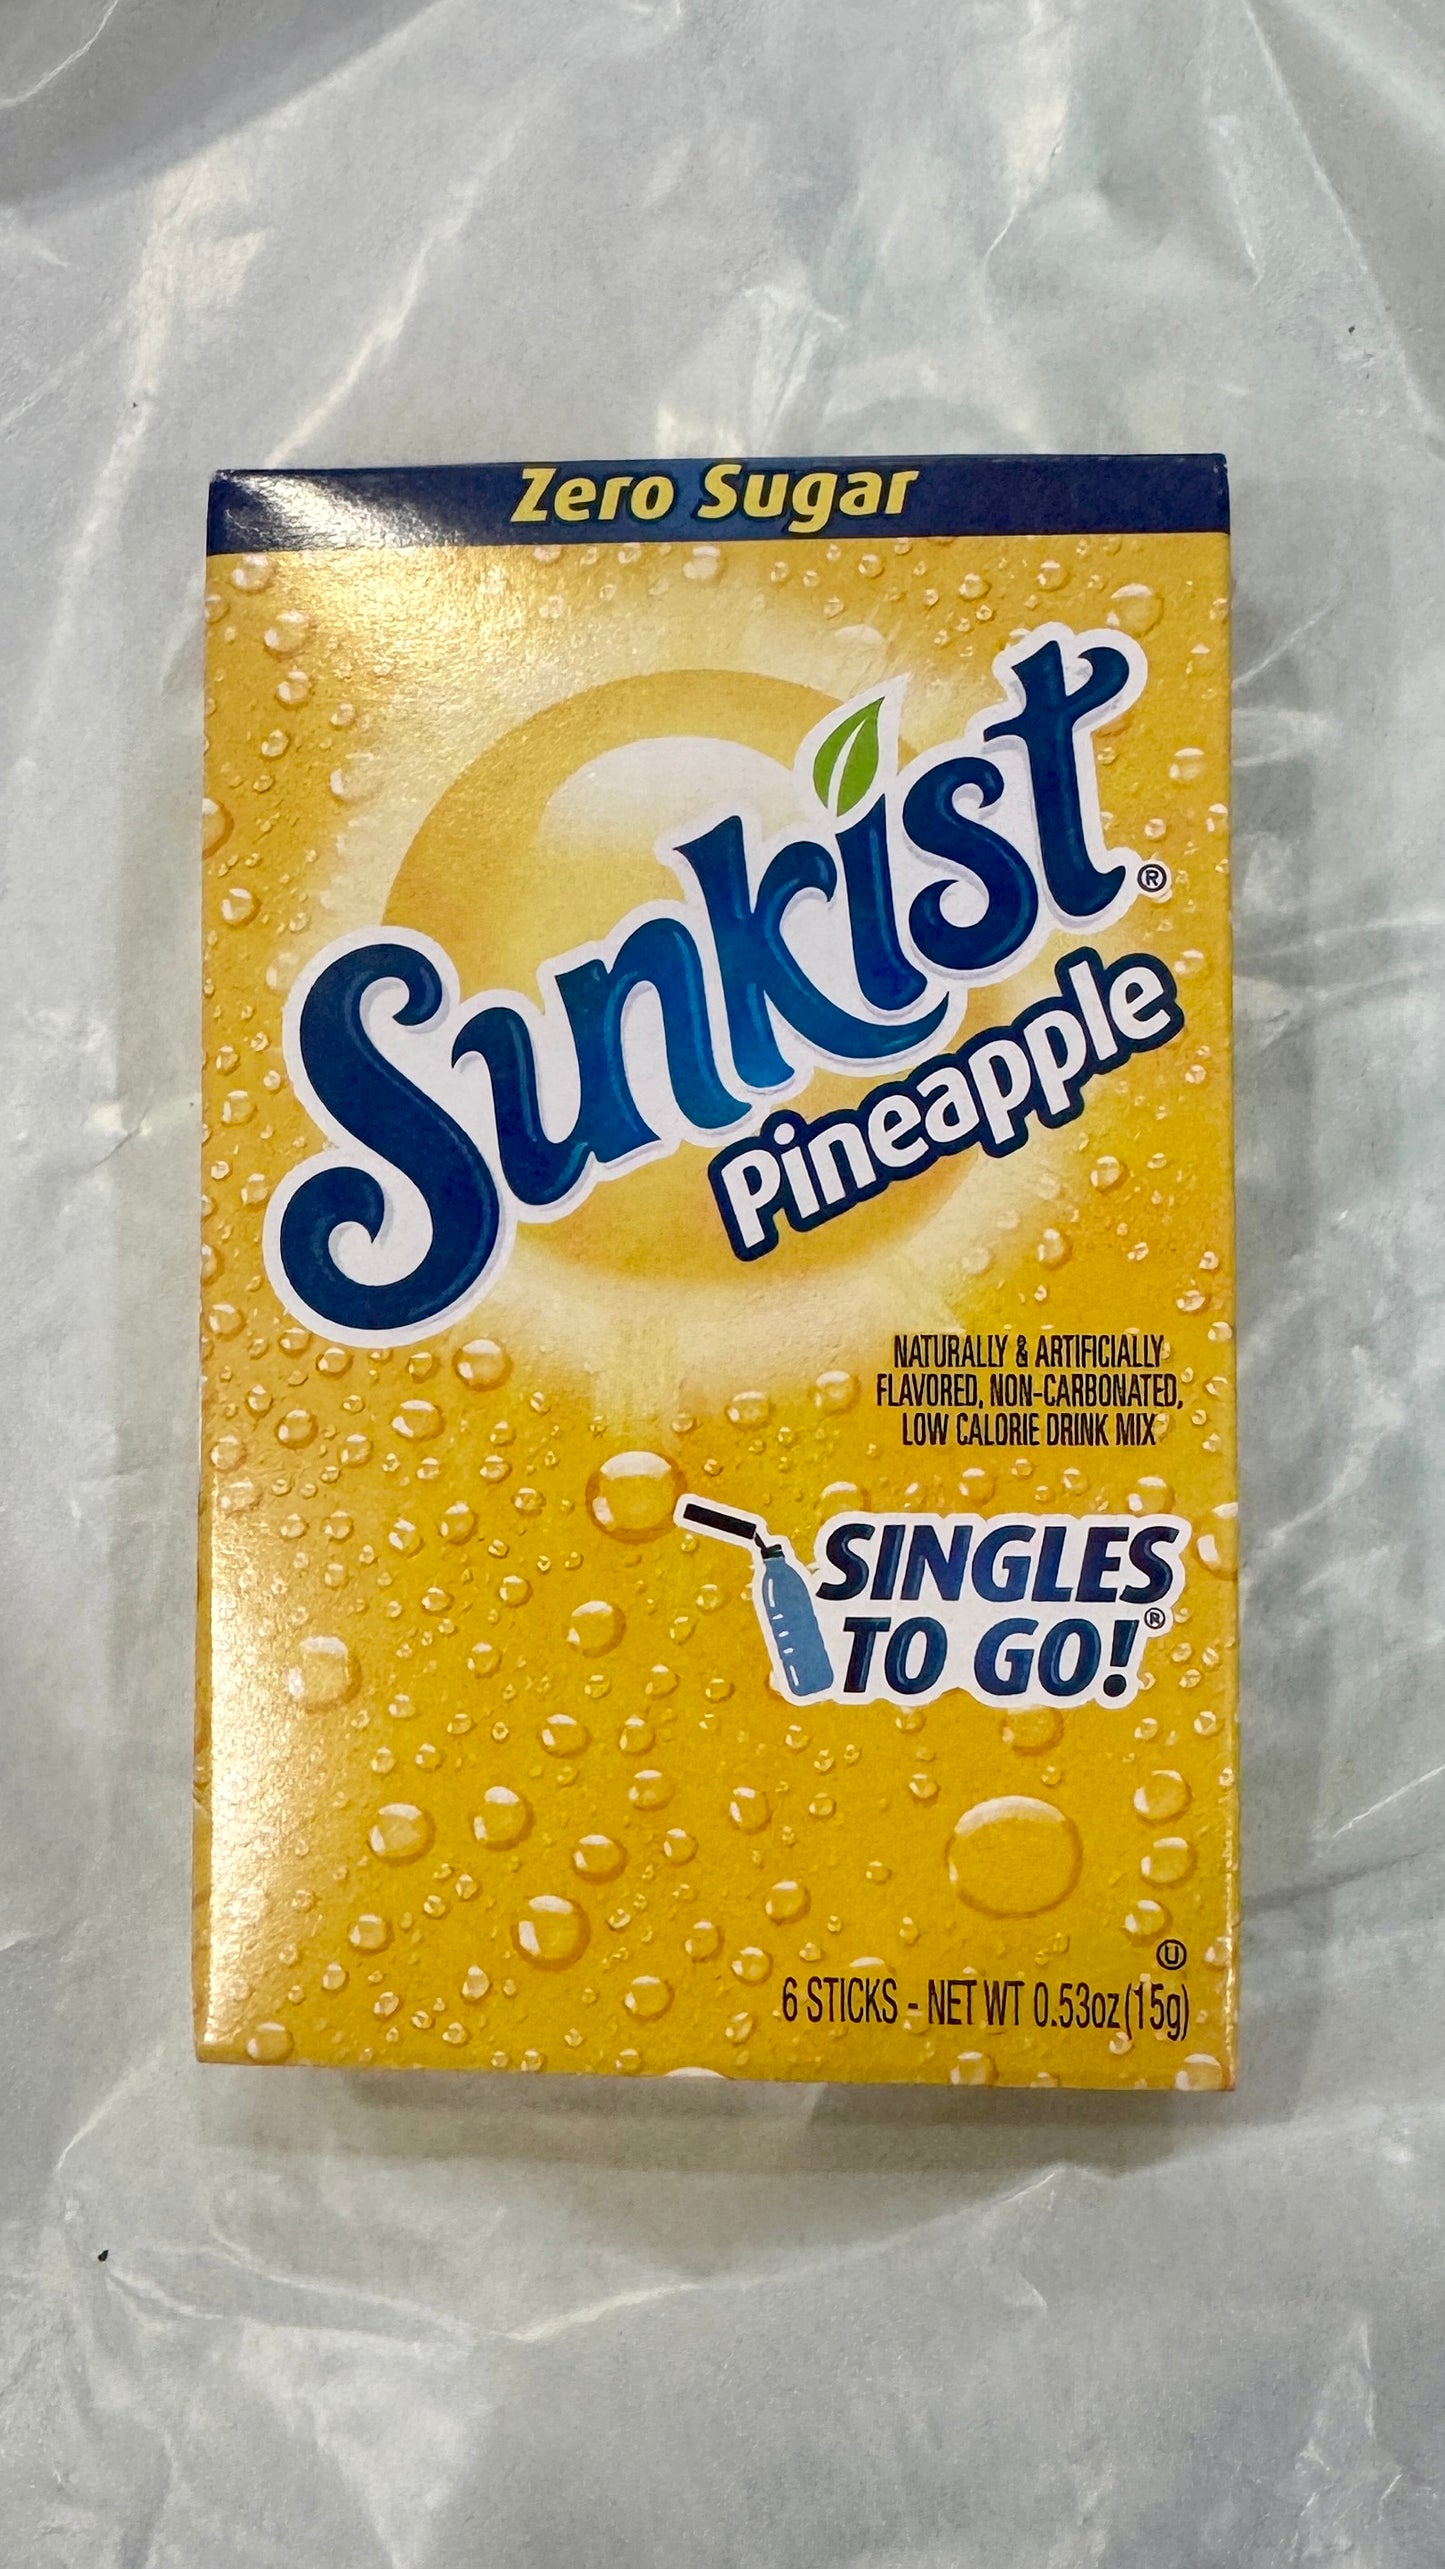 Zero Sugar
Sunkist®
Pineapple
NATURALLY & ARTIFICIALLY
FLAVORED, NON-CARBONATED,
LOW CALORIE DRINK MIX
SINGLES
TO GO!®
U
6 STICKS - NET WT 0.53oz(15g)